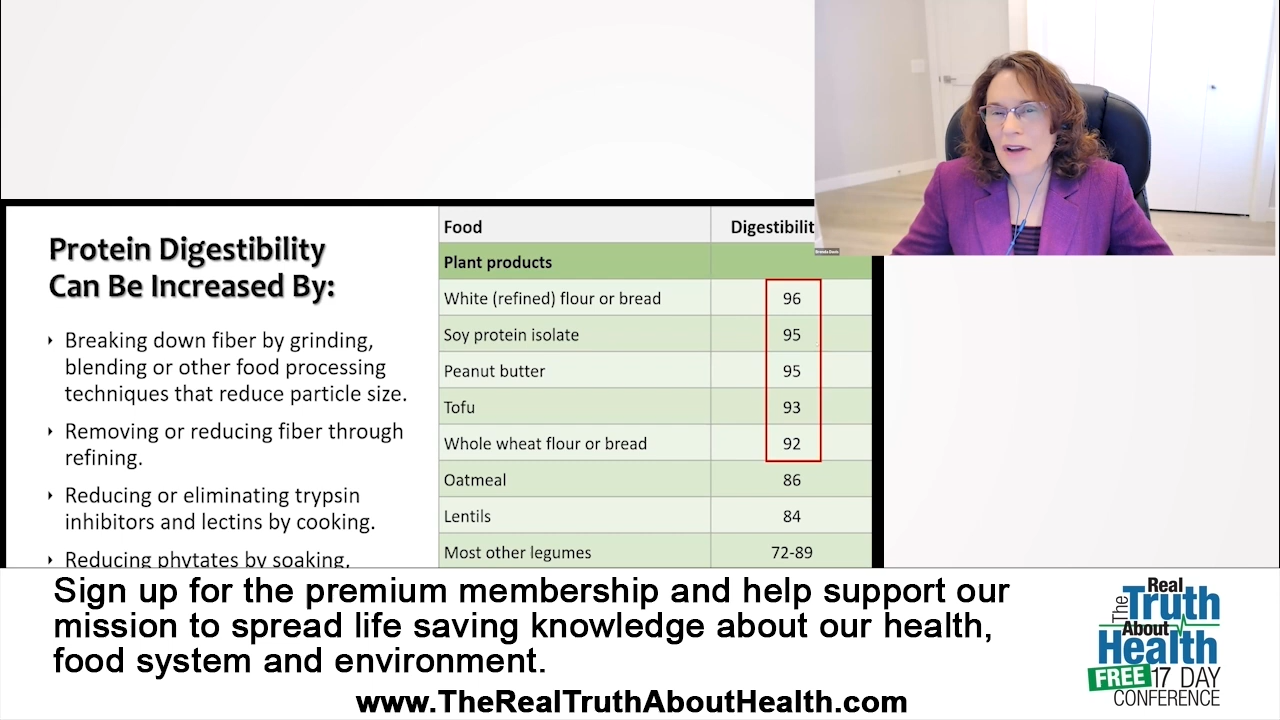 Protein Digestibility
Can Be Increased By:
Breaking down fiber by grinding,
blending or other food processing
techniques that reduce particle size.
Removing or reducing fiber through
refining.
Reducing or eliminating trypsin
inhibitors and lectins by cooking.
Reducing phytates by soaking,
Food Digestibilit
Plant products
White (refined) flour or bread 96
Soy protein isolate 95
Peanut butter 95
Tofu 93
Whole wheat flour or bread 92
Oatmeal 86
Lentils 84
Most other legumes 72-89
Brenda Davis
Sign up for the premium membership and help support our
mission to spread life saving knowledge about our health,
food system and environment.
www.TheRealTruthAboutHealth.com
The Real
Truth
About
Health
FREE 17 DAY
CONFERENCE